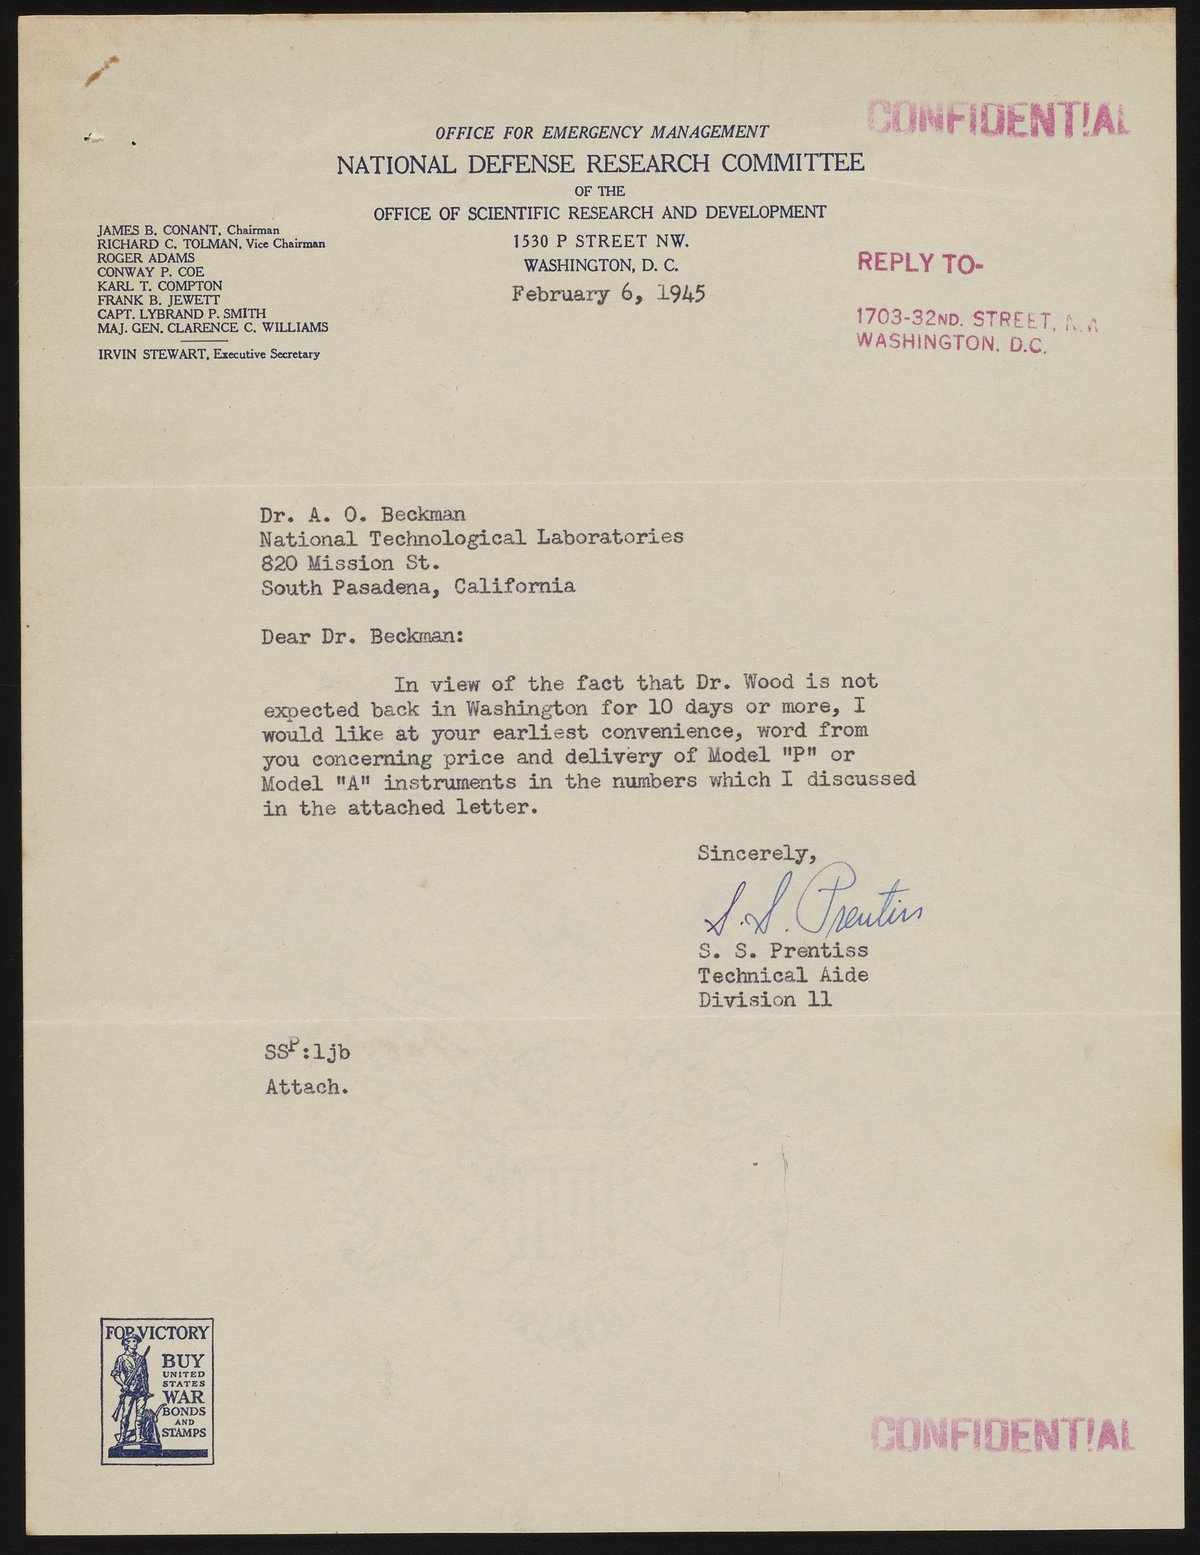 CONFIDENTIAL
OFFICE FOR EMERGENCY MANAGEMENT
NATIONAL DEFENSE RESEARCH COMMITTEE
OF THE
OFFICE OF SCIENTIFIC RESEARCH AND DEVELOPMENT
1530 P STREET NW.
WASHINGTON, D. C.
February 6, 1945
JAMES B. CONANT, Chairman
RICHARD C. TOLMAN, Vice Chairman
ROGER ADAMS
CONWAY P. COE
KARL T. COMPTON
FRANK B. JEWETT
CAPT. LYBRAND P. SMITH
MAJ. GEN. CLARENCE C. WILLIAMS
IRVIN STEWART, Executive Secretary
REPLY TO-
1703-32ND. STREET,
WASHINGTON, D.C.
Dr. A. O. Beckman
National Technological Laboratories
820 Mission St.
South Pasadena, California
Dear Dr. Beckman:
In view of the fact that Dr. Wood is not
expected back in Washington for 10 days or more, I
would like at your earliest convenience, word from
you concerning price and delivery of Model "P" or
Model "A" instruments in the numbers which I discussed
in the attached letter.
Sincerely,
S. S. Prentiss
S. S. Prentiss
Technical Aide
Division 11
SSP:ljb
Attach.
FOR VICTORY
BUY
UNITED
STATES
WAR
BONDS
AND
STAMPS
CONFIDENTIAL